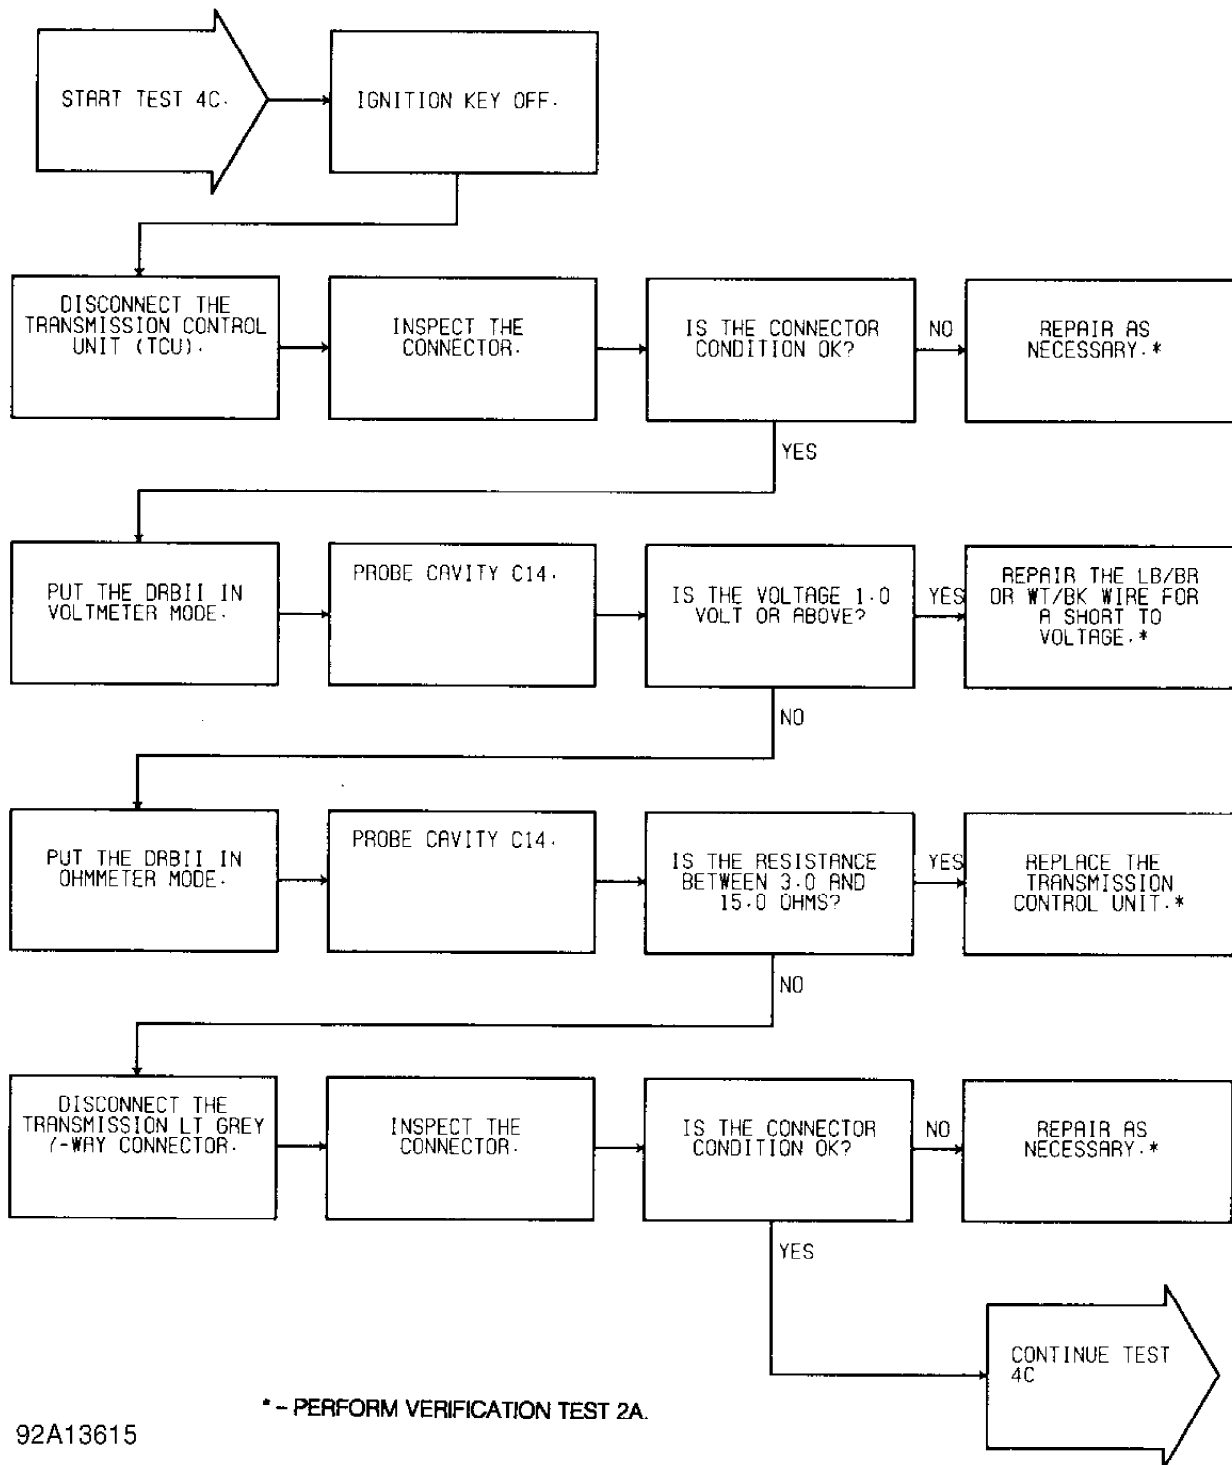 START TEST 4C.
IGNITION KEY OFF.
DISCONNECT THE
TRANSMISSION CONTROL
UNIT (TCU).
INSPECT THE
CONNECTOR.
IS THE CONNECTOR
CONDITION OK?
NO
REPAIR AS
NECESSARY.*
YES
PUT THE DRBII IN
VOLTMETER MODE.
PROBE CAVITY C14.
IS THE VOLTAGE 1.0
VOLT OR ABOVE?
YES
REPAIR THE LB/BR
OR WT/BK WIRE FOR
A SHORT TO
VOLTAGE.*
NO
PUT THE DRBII IN
OHMMETER MODE.
PROBE CAVITY C14.
IS THE RESISTANCE
BETWEEN 3.0 AND
15.0 OHMS?
YES
REPLACE THE
TRANSMISSION
CONTROL UNIT.*
NO
DISCONNECT THE
TRANSMISSION LT GREY
7-WAY CONNECTOR.
INSPECT THE
CONNECTOR.
IS THE CONNECTOR
CONDITION OK?
NO
REPAIR AS
NECESSARY.*
YES
CONTINUE TEST
4C
* - PERFORM VERIFICATION TEST 2A.
92A13615